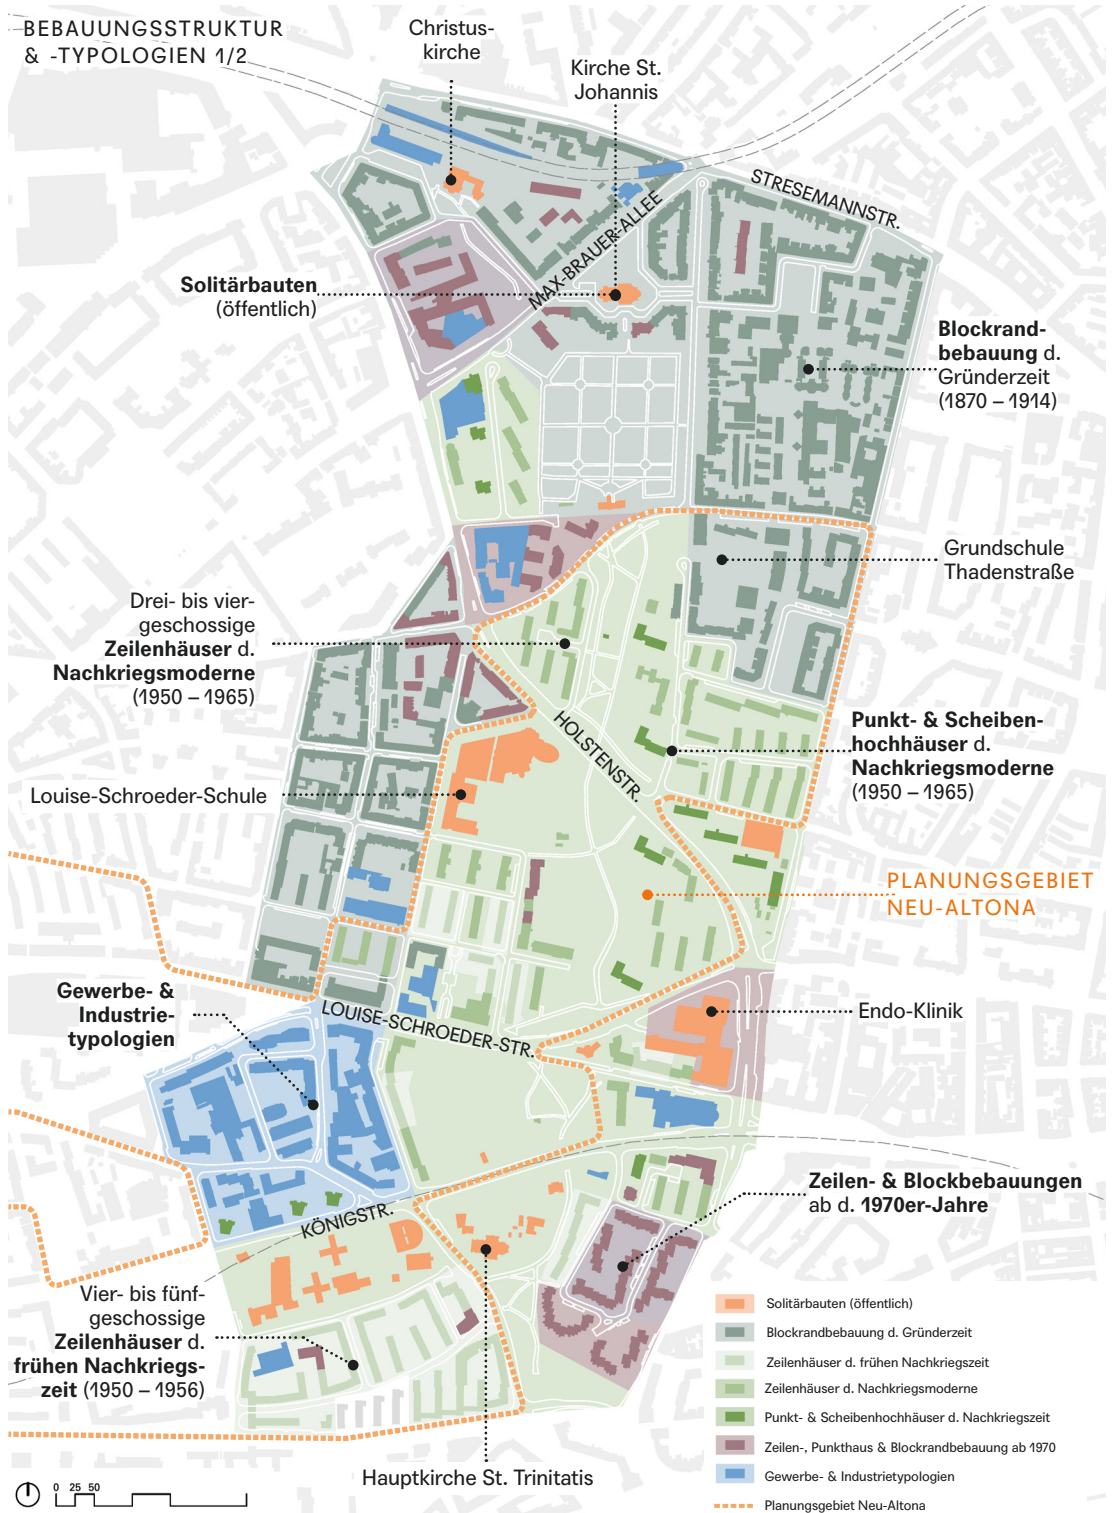 BEBAUUNGSSTRUKTUR
& -TYPOLOGIEN 1/2
Christus-
kirche
Kirche St.
Johannis
STRESEMANNSTR.
MAX-BRAUER-ALLEE
Solitärbauten
(öffentlich)
Blockrand-
bebauung d.
Gründerzeit
(1870 – 1914)
Grundschule
Thadenstraße
Drei- bis vier-
geschossige
Zeilenhäuser d.
Nachkriegsmoderne
(1950 – 1965)
HOLSTENSTR.
Punkt- & Scheiben-
hochhäuser d.
Nachkriegsmoderne
(1950 – 1965)
Louise-Schroeder-Schule
PLANUNGSGEBIET
NEU-ALTONA
Gewerbe- &
Industrie-
typologien
LOUISE-SCHROEDER-STR.
Endo-Klinik
Zeilen- & Blockbebauungen
ab d. 1970er-Jahre
KÖNIGSTR.
Vier- bis fünf-
geschossige
Zeilenhäuser d.
frühen Nachkriegs-
zeit (1950 – 1956)
Hauptkirche St. Trinitatis
Solitärbauten (öffentlich)
Blockrandbebauung d. Gründerzeit
Zeilenhäuser d. frühen Nachkriegszeit
Zeilenhäuser d. Nachkriegsmoderne
Punkt- & Scheibenhochhäuser d. Nachkriegszeit
Zeilen-, Punkthaus & Blockrandbebauung ab 1970
Gewerbe- & Industrietypologien
Planungsgebiet Neu-Altona
0 25 50